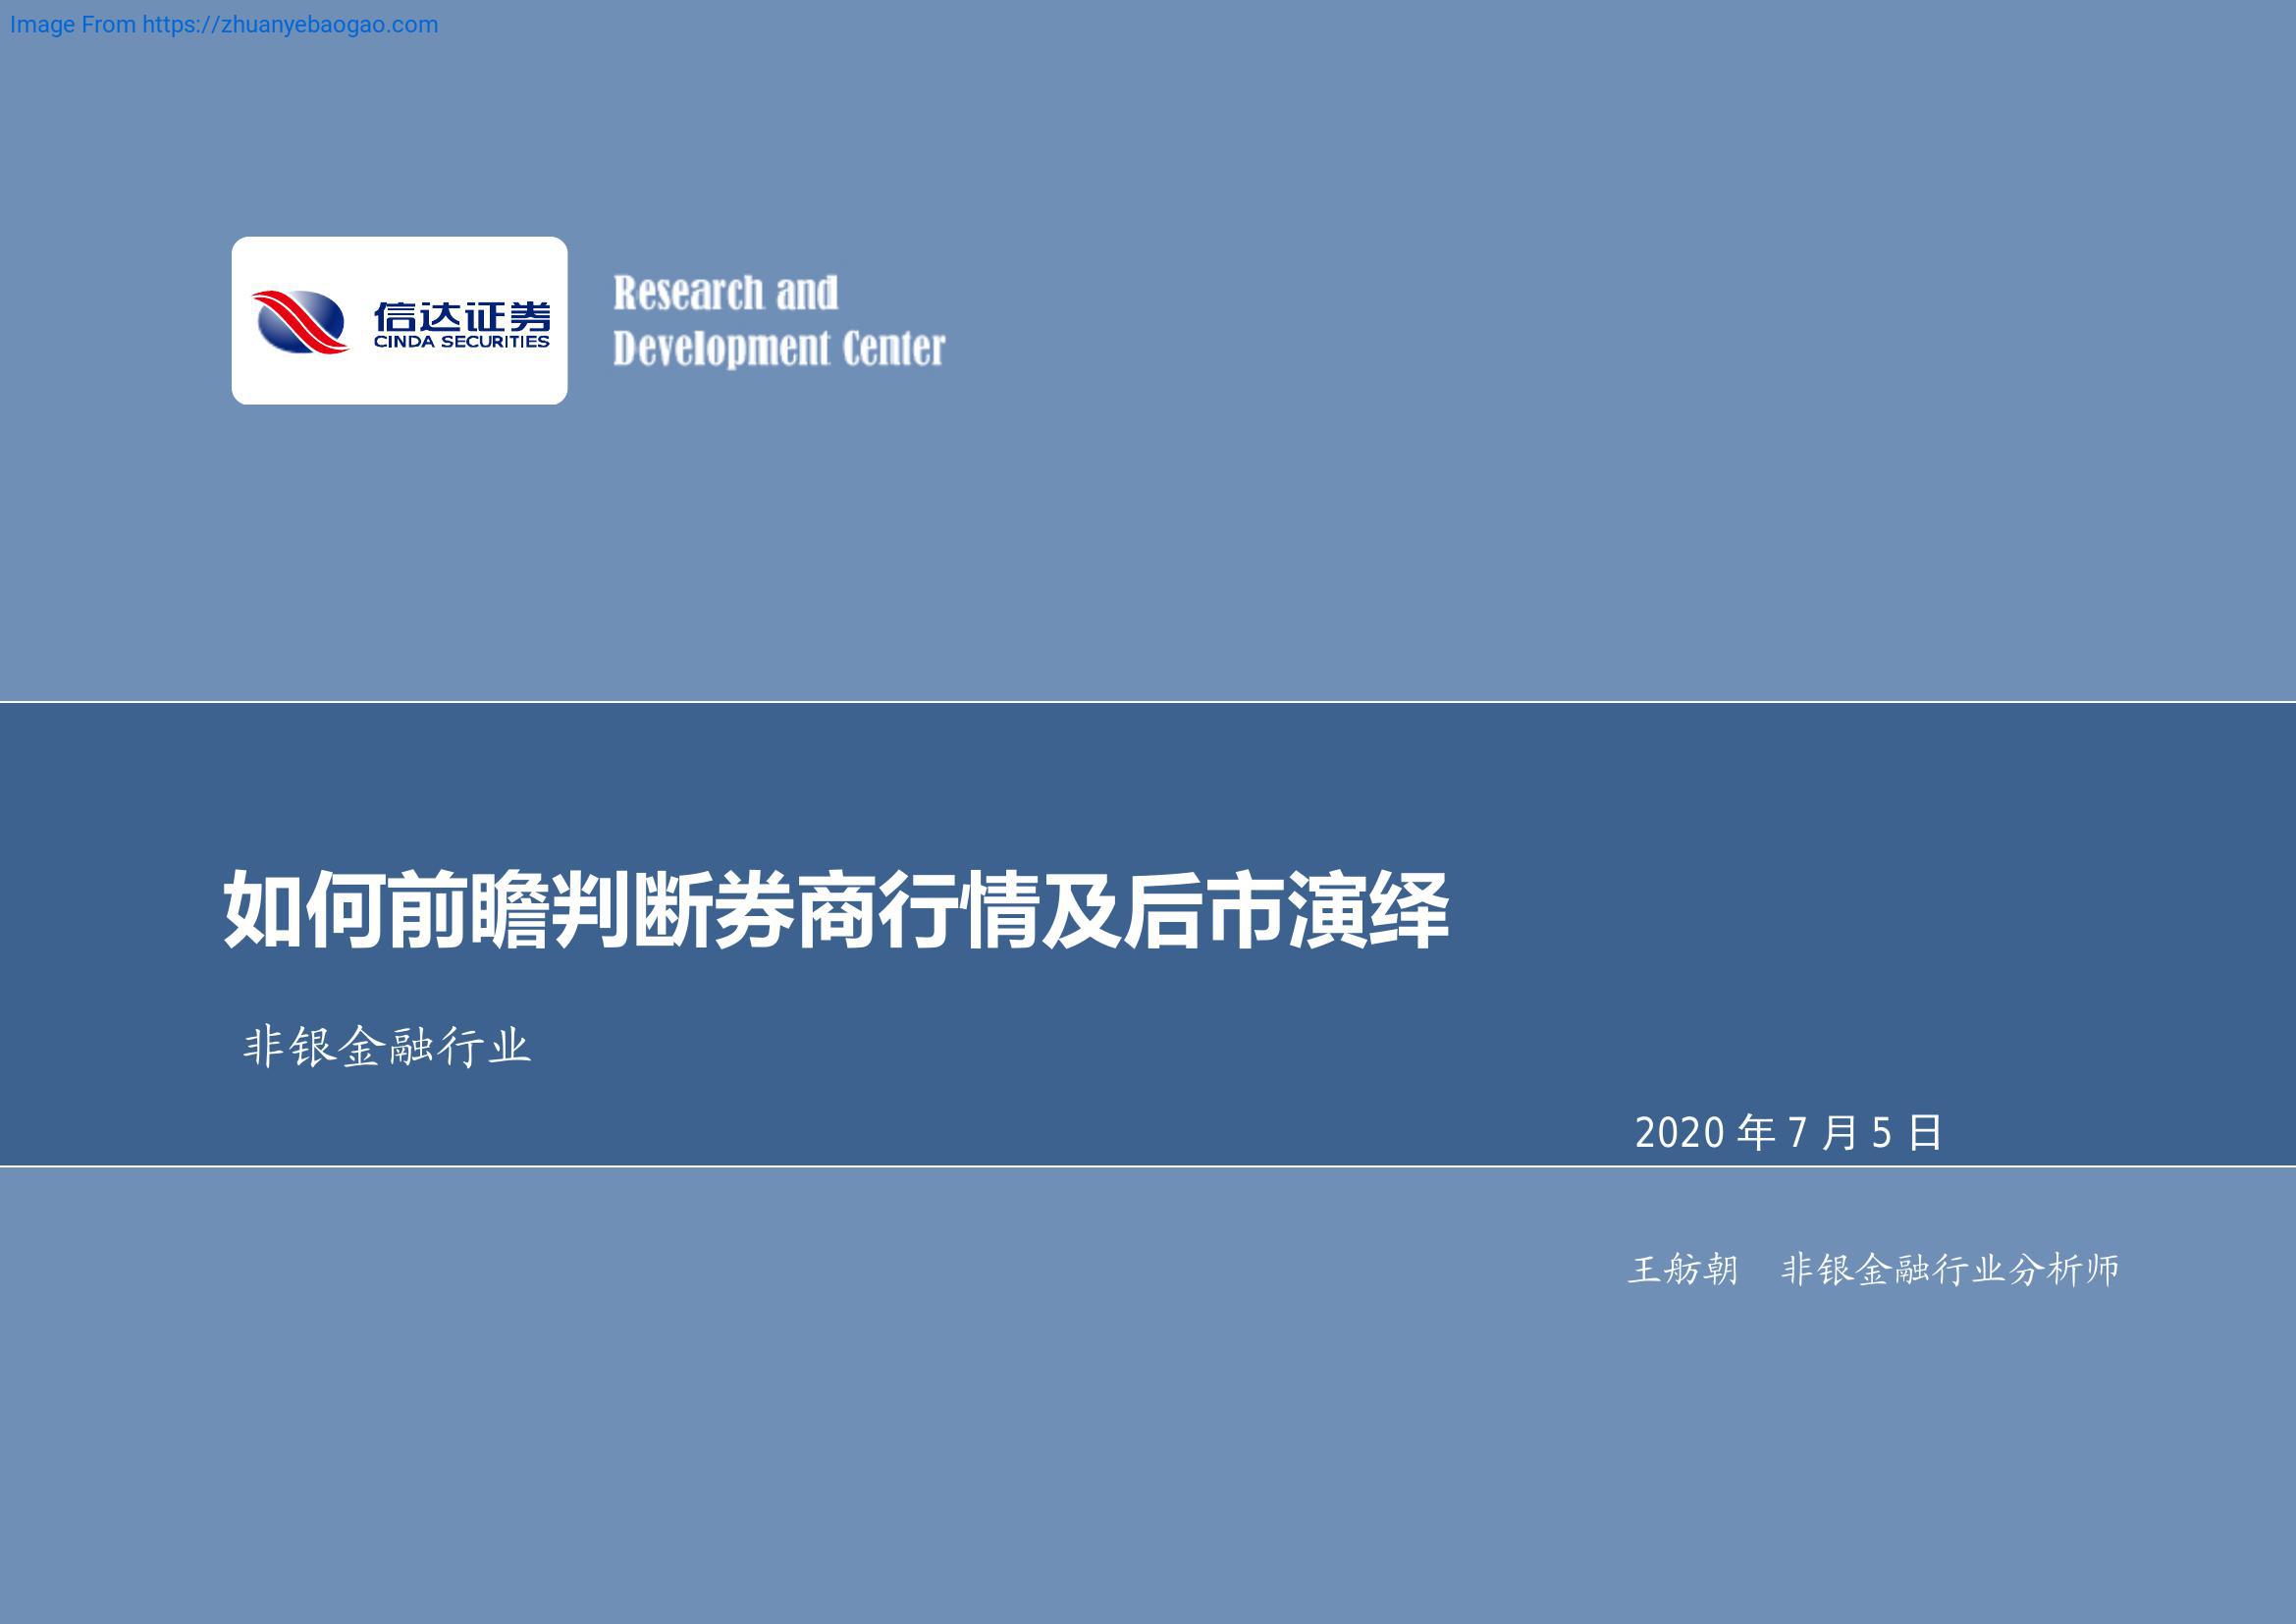 Image From https://zhuanyebaogao.com
信达证券
CINDA SECURITIES
Research and
Development Center
如何前瞻判断券商行情及后市演绎
非银金融行业
2020 年 7 月 5 日
王舫朝 非银金融行业分析师